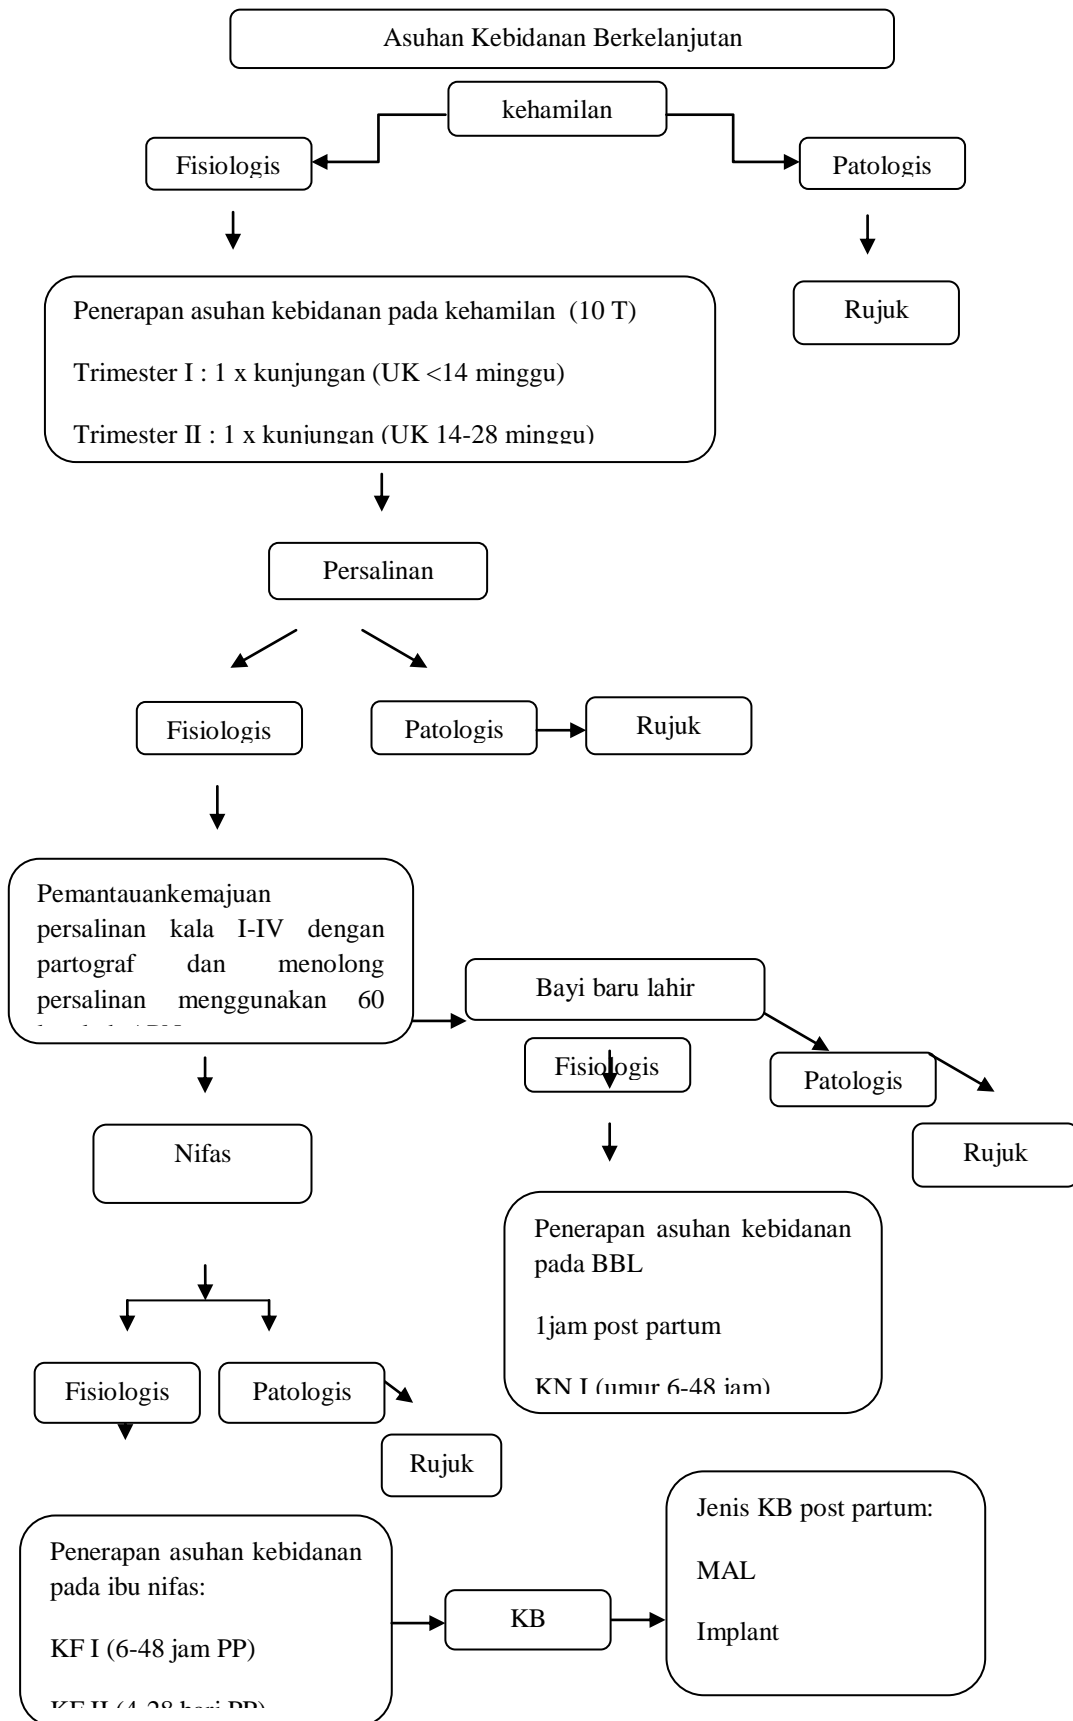 Asuhan Kebidanan Berkelanjutan
kehamilan
Fisiologis
Patologis
Rujuk
Penerapan asuhan kebidanan pada kehamilan (10 T)
Trimester I : 1 x kunjungan (UK <14 minggu)
Trimester II : 1 x kunjungan (UK 14-28 minggu)
Persalinan
Fisiologis
Patologis
Rujuk
Pemantauankemajuan
persalinan kala I-IV dengan
partograf dan menolong
persalinan menggunakan 60
Bayi baru lahir
Fisiologis
Patologis
Rujuk
Nifas
Penerapan asuhan kebidanan
pada BBL
1jam post partum
KN I (umur 6-48 jam)
Fisiologis
Patologis
Rujuk
Penerapan asuhan kebidanan
pada ibu nifas:
KF I (6-48 jam PP)
KF II (4-28 hari PP)
KB
Jenis KB post partum:
MAL
Implant